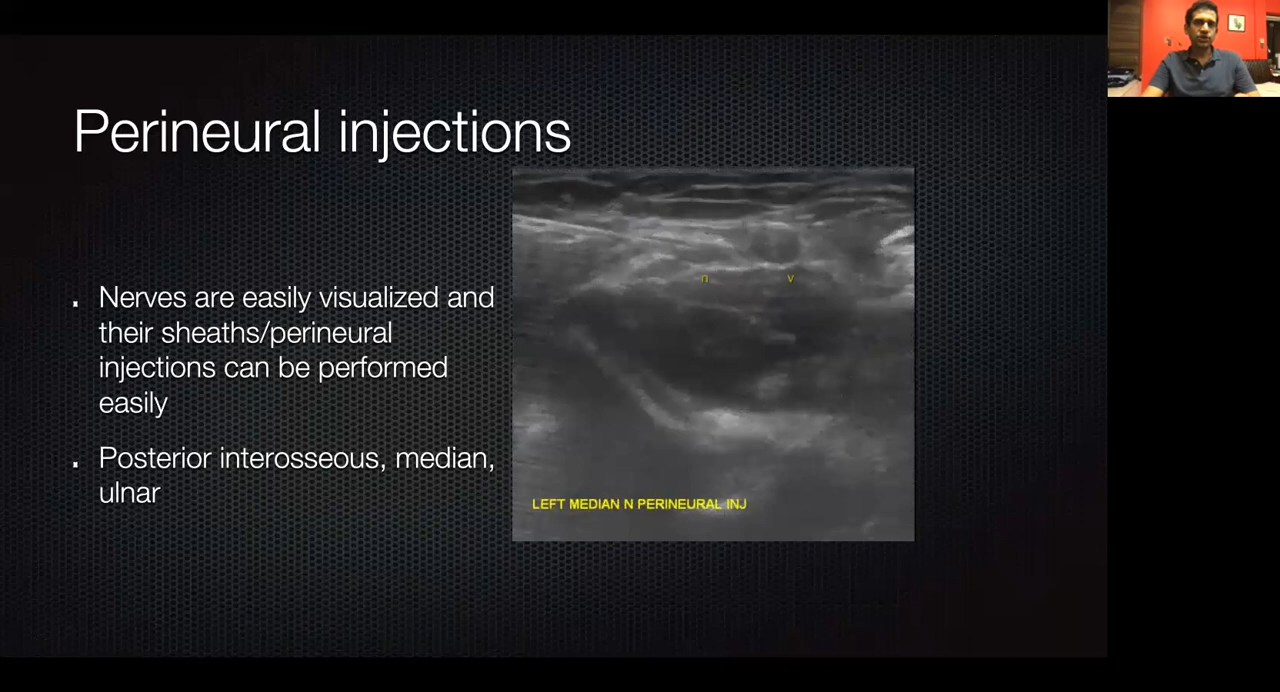 Perineural injections
Nerves are easily visualized and
their sheaths/perineural
injections can be performed
easily
Posterior interosseous, median,
ulnar
n v
LEFT MEDIAN N PERINEURAL INJ